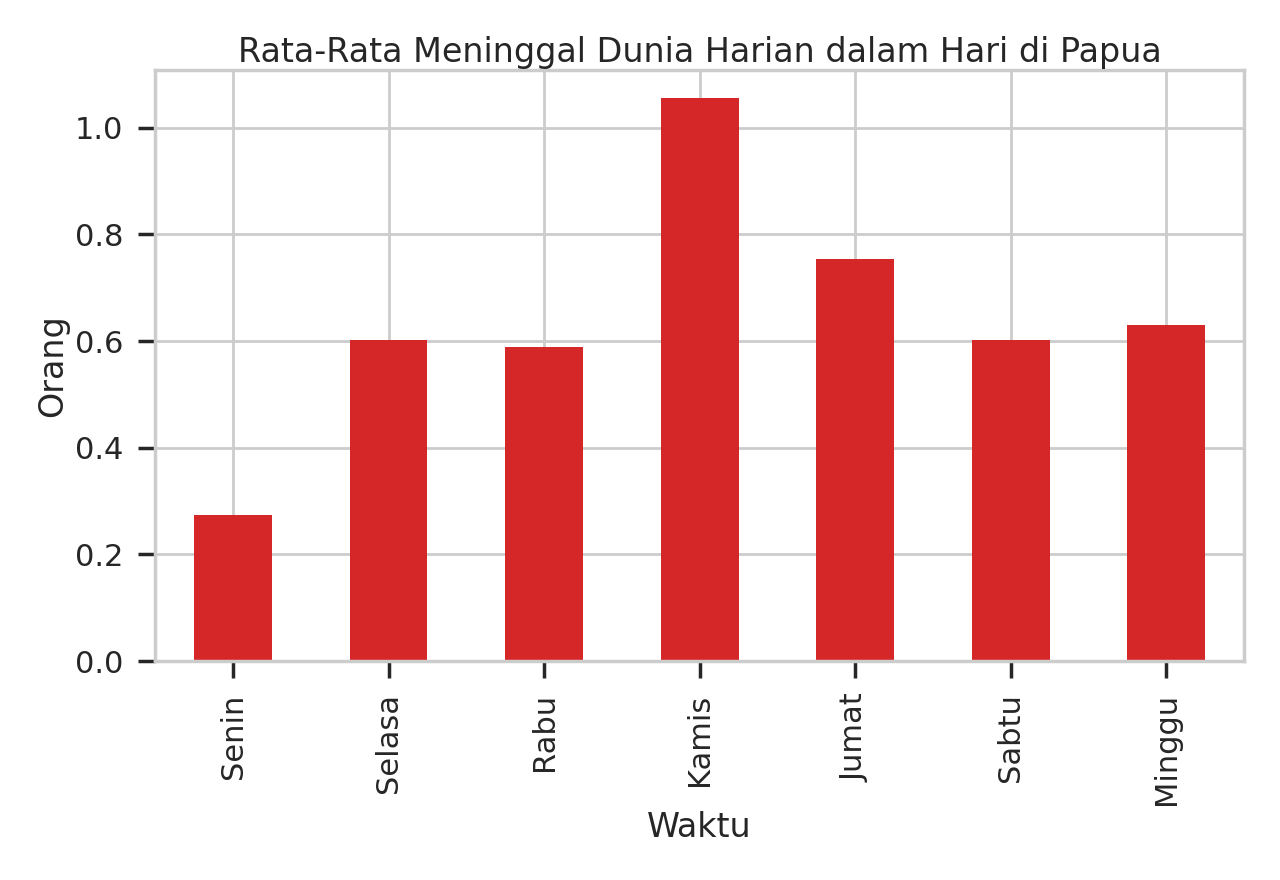 Rata-Rata Meninggal Dunia Harian dalam Hari di Papua
Orang
1.0
0.8
0.6
0.4
0.2
0.0
Senin
Selasa
Rabu
Kamis
Jumat
Sabtu
Minggu
Waktu